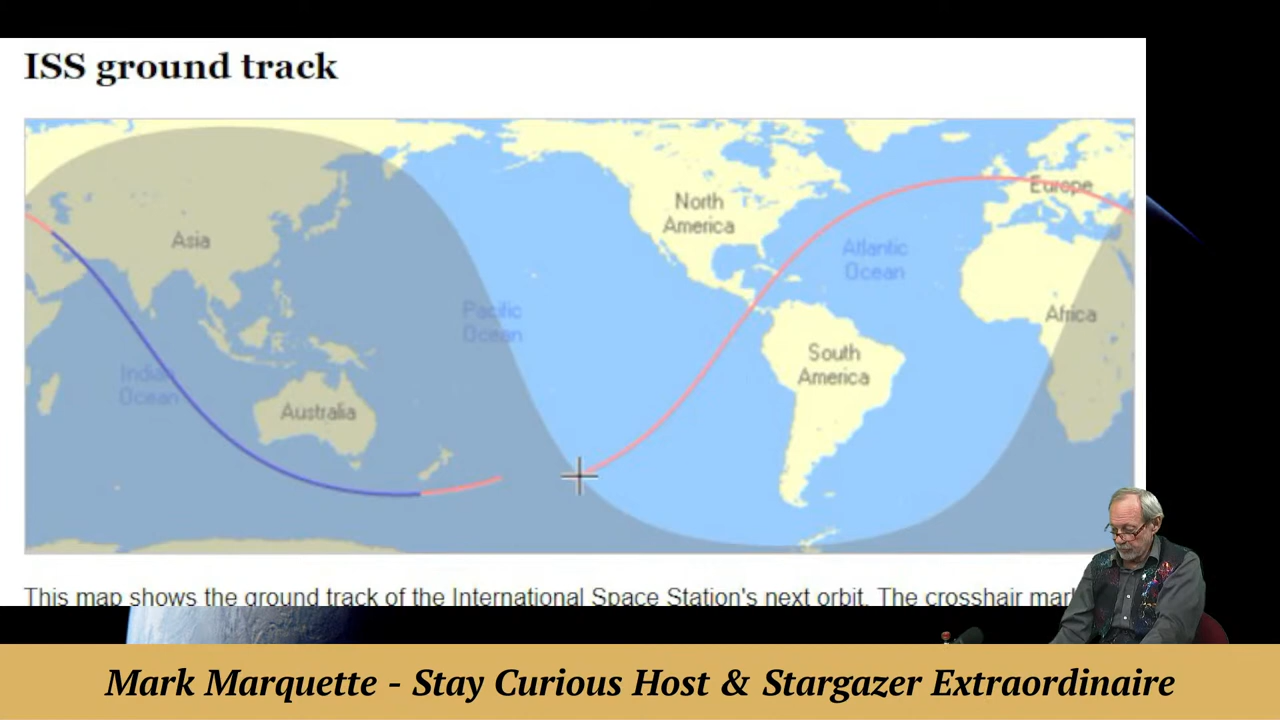 ISS ground track
North
America
Europe
Asia
Atlantic
Ocean
Pacific
Ocean
Africa
South
America
Indian
Ocean
Australia
This map shows the ground track of the International Space Station's next orbit. The crosshair
Mark Marquette - Stay Curious Host & Stargazer Extraordinaire